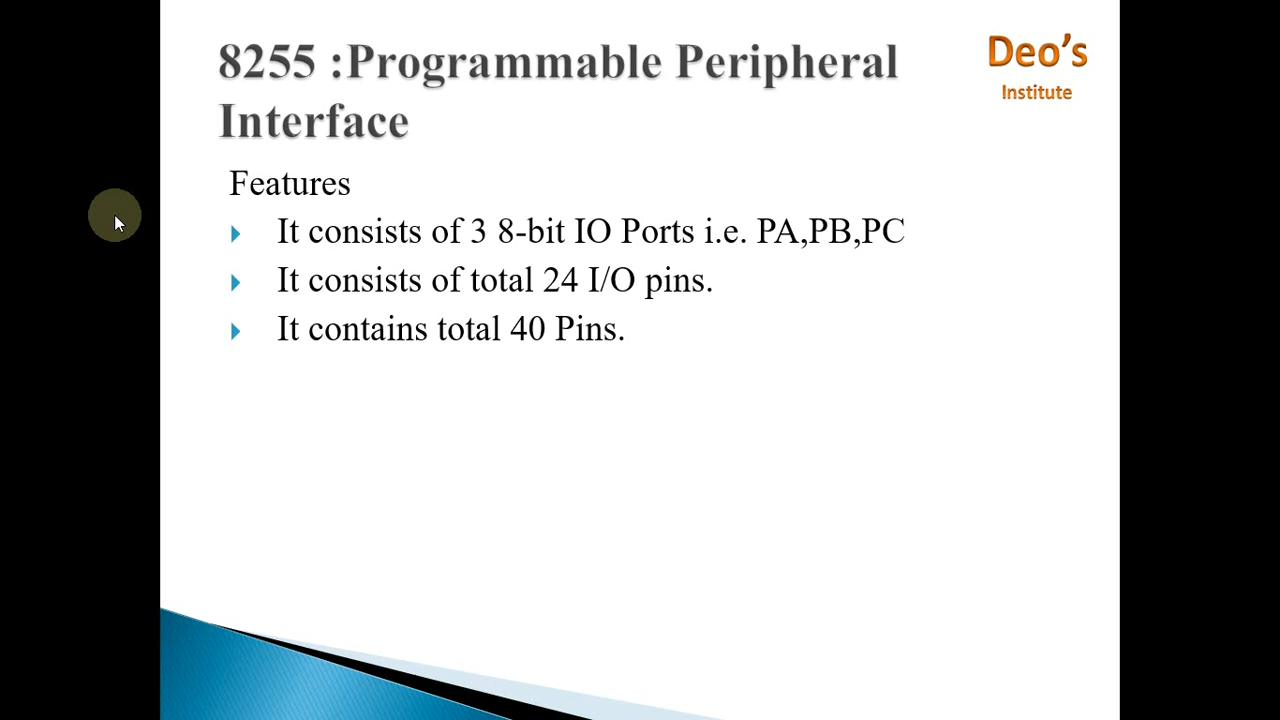 8255 :Programmable Peripheral
Interface
Deo's
Institute
Features
It consists of 3 8-bit IO Ports i.e. PA,PB,PC
It consists of total 24 I/O pins.
It contains total 40 Pins.